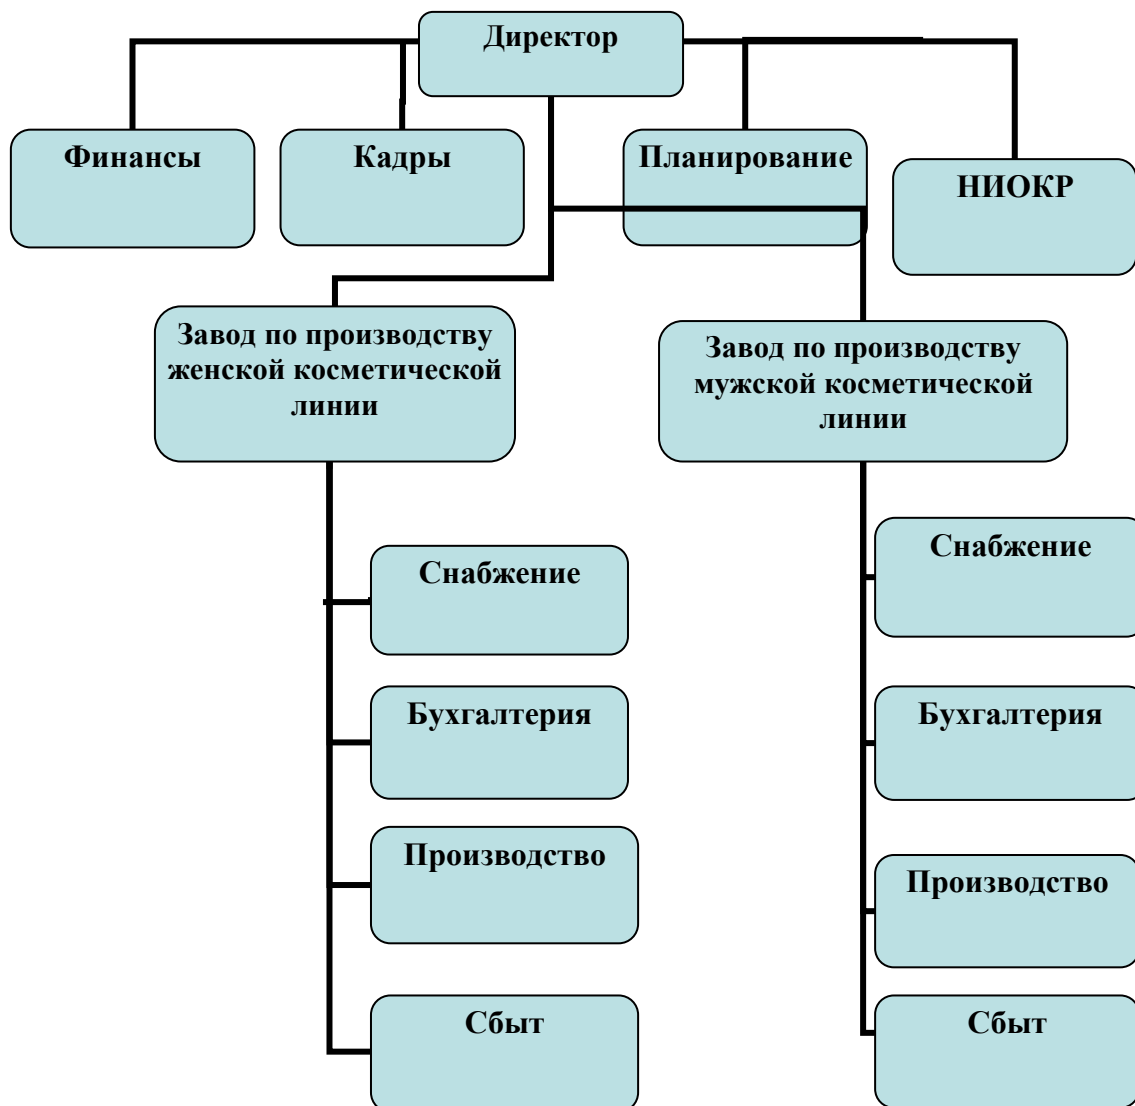 Директор
Финансы
Кадры
Планирование
НИОКР
Завод по производству
женской косметической
линии
Завод по производству
мужской косметической
линии
Снабжение
Бухгалтерия
Производство
Сбыт
Снабжение
Бухгалтерия
Производство
Сбыт